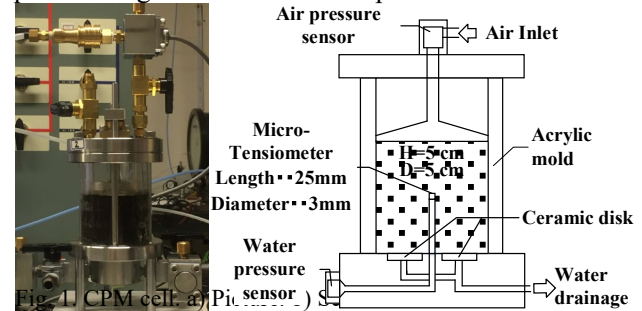 Air pressure
sensor
Air Inlet
Micro-
Tensiometer
Length··25mm
Diameter··3mm
H=5 cm
D=5 cm
Acrylic
mold
Ceramic disk
Water
pressure
sensor
Water
drainage
Fig. 1. CPM cell. a) Picture